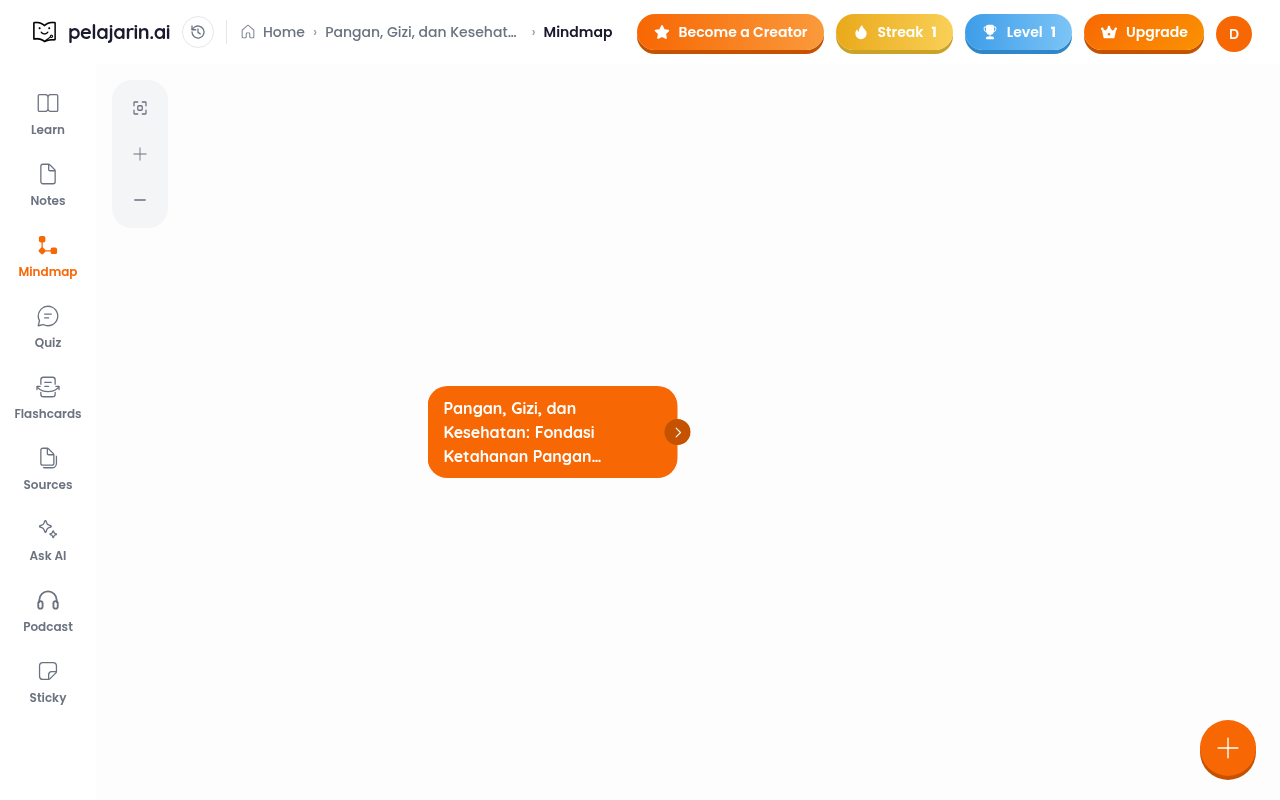 pelajarin.ai
Home › Pangan, Gizi, dan Kesehat... › Mindmap
Become a Creator
Streak 1
Level 1
Upgrade
D
Learn
Notes
Mindmap
Quiz
Flashcards
Sources
Ask AI
Podcast
Sticky
Pangan, Gizi, dan
Kesehatan: Fondasi
Ketahanan Pangan...